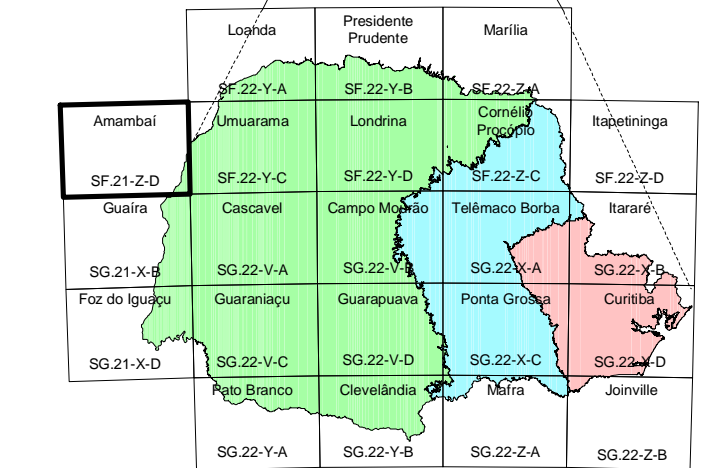 Loanda
Presidente
Prudente
Marília
SF.22-Y-A
SF.22-Y-B
SF.22-Z-A
Amambaí
Umuarama
Londrina
Cornélio
Procópio
Itapetininga
SF.21-Z-D
SF.22-Y-C
SF.22-Y-D
SF.22-Z-C
SF.22-Z-D
Guaíra
Cascavel
Campo Mourão
Telêmaco Borba
Itararé
SG.21-X-B
SG.22-V-A
SG.22-V-B
SG.22-X-A
SG.22-X-B
Foz do Iguaçu
Guaraniaçu
Guarapuava
Ponta Grossa
Curitiba
SG.21-X-D
SG.22-V-C
SG.22-V-D
SG.22-X-C
SG.22-X-D
Pato Branco
Clevelândia
Mafra
Joinville
SG.22-Y-A
SG.22-Y-B
SG.22-Z-A
SG.22-Z-B